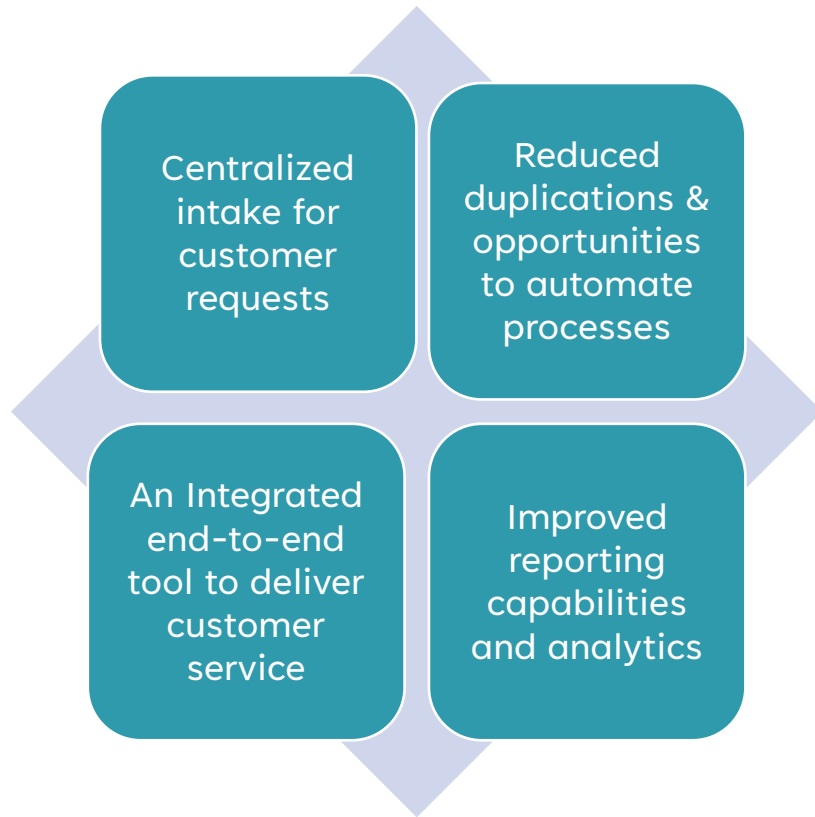 Centralized
intake for
customer
requests
Reduced
duplications &
opportunities
to automate
processes
An Integrated
end-to-end
tool to deliver
customer
service
Improved
reporting
capabilities
and analytics